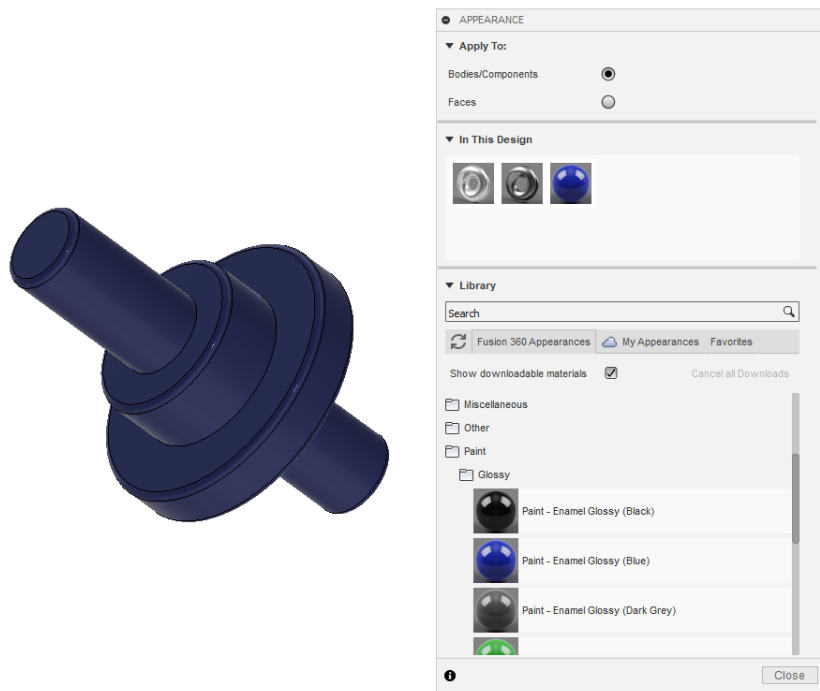 APPEARANCE
Apply To:
Bodies/Components
Faces
In This Design
Library
Search
Fusion 360 Appearances My Appearances Favorites
Show downloadable materials Cancel all Downloads
Miscellaneous
Other
Paint
Glossy
Paint - Enamel Glossy (Black)
Paint - Enamel Glossy (Blue)
Paint - Enamel Glossy (Dark Grey)
Close